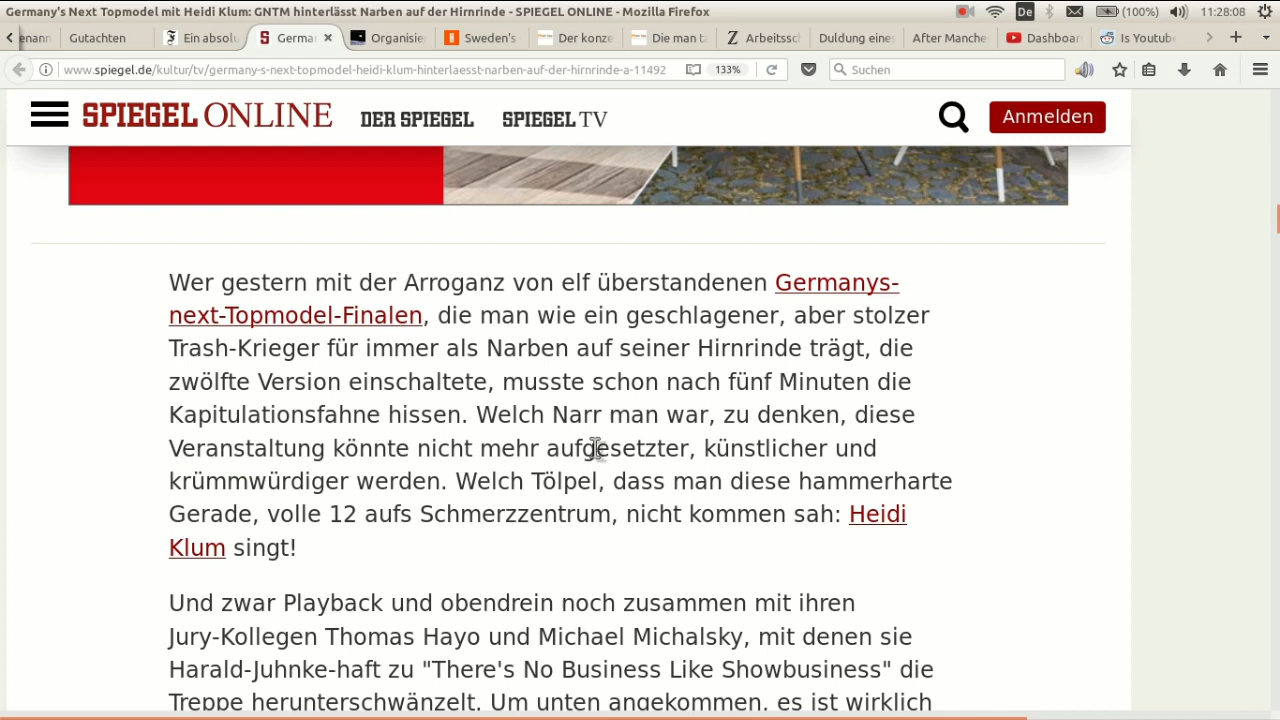 Germany's Next Topmodel mit Heidi Klum: GNTM hinterlässt Narben auf der Hirnrinde - SPIEGEL ONLINE - Mozilla Firefox
De (100%) 11:28:08
enann Gutachten Ein absolu Germa Organisie Sweden's Der konze Die man ta Arbeitssc Duldung eines After Manche Dashboar Is Youtube
www.spiegel.de/kultur/tv/germany-s-next-topmodel-heidi-klum-hinterlaesst-narben-auf-der-hirnrinde-a-11492 133% Suchen
SPIEGEL ONLINE DER SPIEGEL SPIEGEL TV Anmelden
Wer gestern mit der Arroganz von elf überstandenen Germanys-
next-Topmodel-Finalen, die man wie ein geschlagener, aber stolzer
Trash-Krieger für immer als Narben auf seiner Hirnrinde trägt, die
zwölfte Version einschaltete, musste schon nach fünf Minuten die
Kapitulationsfahne hissen. Welch Narr man war, zu denken, diese
Veranstaltung könnte nicht mehr aufgesetzter, künstlicher und
krümmwürdiger werden. Welch Tölpel, dass man diese hammerharte
Gerade, volle 12 aufs Schmerzzentrum, nicht kommen sah: Heidi
Klum singt!
Und zwar Playback und obendrein noch zusammen mit ihren
Jury-Kollegen Thomas Hayo und Michael Michalsky, mit denen sie
Harald-Juhnke-haft zu "There's No Business Like Showbusiness" die
Treppe herunterschwänzelt. Um unten angekommen, es ist wirklich